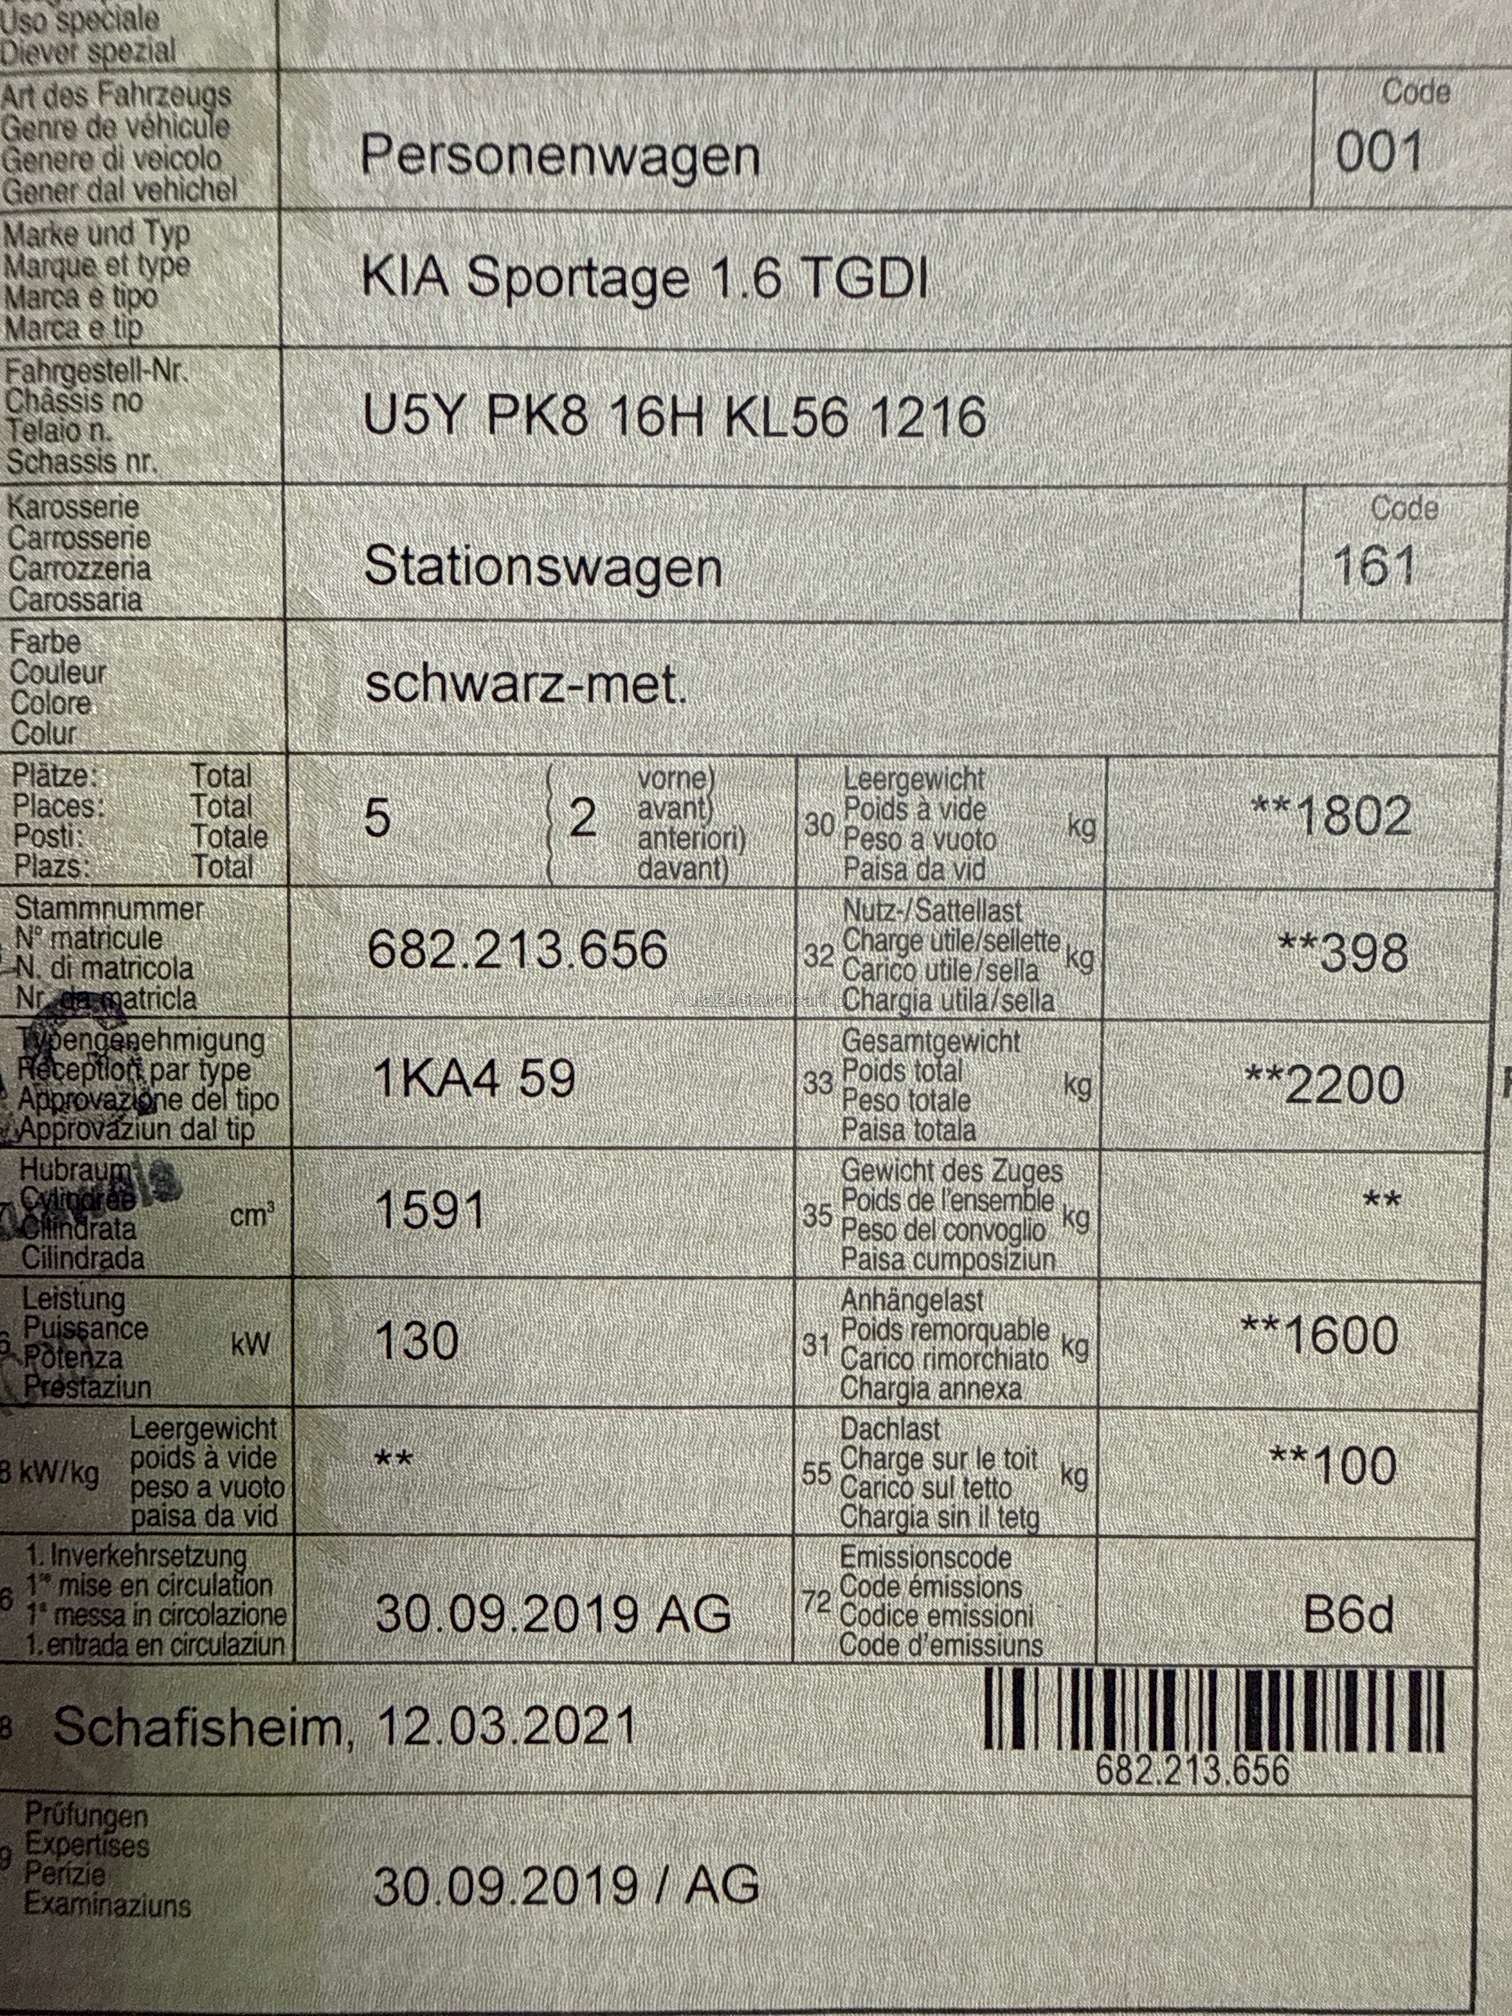 Uso speciale
Diever spezial
Art des Fahrzeugs
Genre de véhicule
Genere di veicolo
Gener dal vehichel
Personenwagen
Code
001
Marke und Typ
Marque et type
Marca e tipo
Marca e tip
KIA Sportage 1.6 TGDI
Fahrgestell-Nr.
Châssis no
Telaio n.
Schassis nr.
U5Y PK8 16H KL56 1216
Karosserie
Carrosserie
Carrozzeria
Carossaria
Stationswagen
Code
161
Farbe
Couleur
Colore
Colur
schwarz-met.
Plätze: Total
Places: Total
Posti: Totale
Plazs: Total
5
2
vorne)
avant)
anteriori)
davant)
30
Leergewicht
Poids à vide
Peso a vuoto
Paisa da vid
kg
**1802
Stammnummer
N° matricule
N. di matricola
Nr. da matricla
682.213.656
32
Nutz-/Sattellast
Charge utile/sellette
Carico utile/sella
Chargia utila/sella
kg
**398
Typengenehmigung
Réception par type
Approvazione del tipo
Approvaziun dal tip
1KA4 59
33
Gesamtgewicht
Poids total
Peso totale
Paisa totala
kg
**2200
Hubraum
Cylindrée
Cilindrata
Cilindrada
cm³
1591
35
Gewicht des Zuges
Poids de l'ensemble
Peso del convoglio
Paisa cumposiziun
kg
**
Leistung
Puissance
Potenza
Prestaziun
kW
130
31
Anhängelast
Poids remorquable
Carico rimorchiato
Chargia annexa
kg
**1600
kW/kg
Leergewicht
poids à vide
peso a vuoto
paisa da vid
**
55
Dachlast
Charge sur le toit
Carico sul tetto
Chargia sin il tetg
kg
**100
1. Inverkehrsetzung
1re mise en circulation
1a messa in circolazione
1. entrada en circulaziun
30.09.2019 AG
72
Emissionscode
Code émissions
Codice emissioni
Code d'emissiuns
B6d
Schafisheim, 12.03.2021
682.213.656
Prüfungen
Expertises
Perizie
Examinaziuns
30.09.2019 / AG